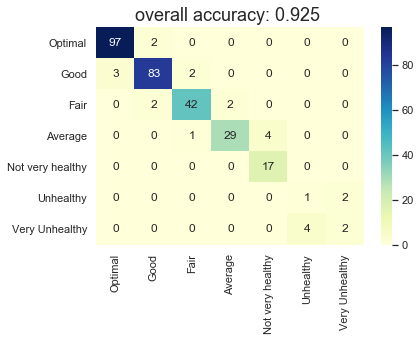 overall accuracy: 0.925
Optimal 97 2 0 0 0 0 0
Good 3 83 2 0 0 0 0
Fair 0 2 42 2 0 0 0
Average 0 0 1 29 4 0 0
Not very healthy 0 0 0 0 17 0 0
Unhealthy 0 0 0 0 0 1 2
Very Unhealthy 0 0 0 0 0 4 2
Optimal Good Fair Average Not very healthy Unhealthy Very Unhealthy
80
60
40
20
0